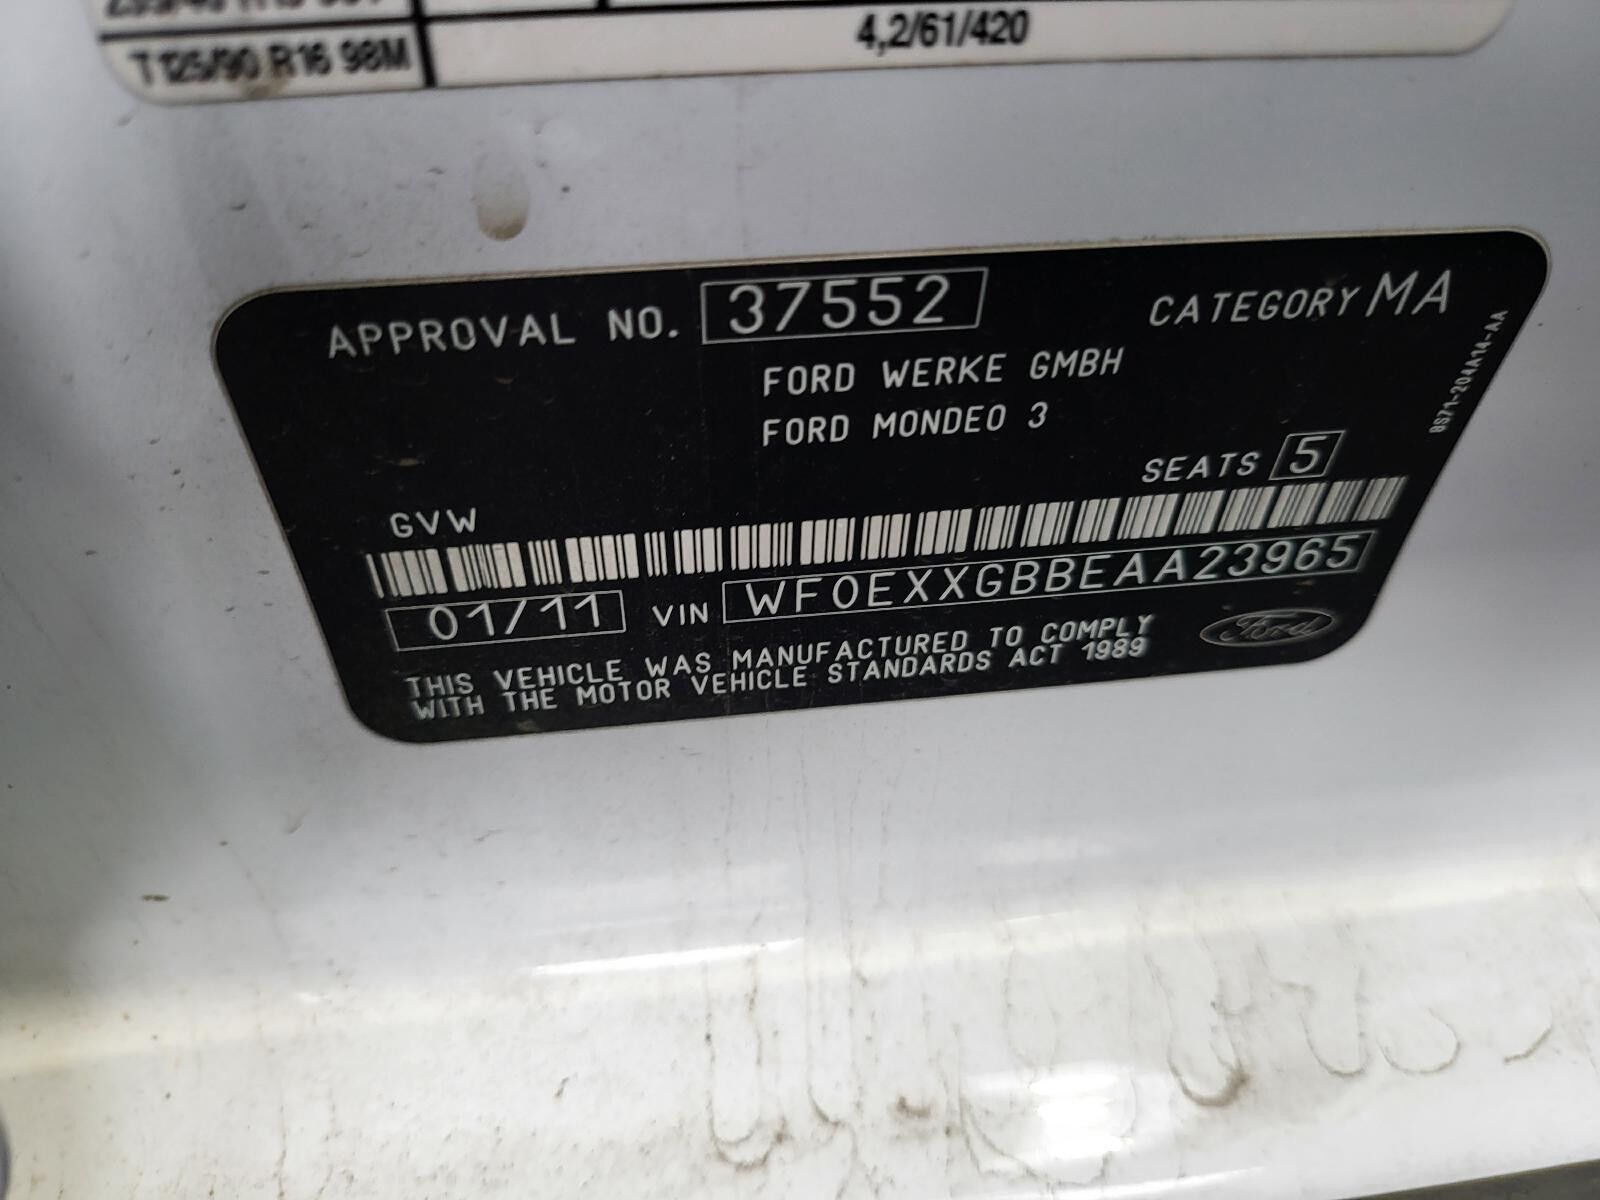 T125/90 R16 98M 4,2/61/420
APPROVAL NO. 37552 CATEGORY MA
FORD WERKE GMBH
FORD MONDEO 3
SEATS 5
GVW
01/11 VIN WF0EXXGBBEAA23965
THIS VEHICLE WAS MANUFACTURED TO COMPLY
WITH THE MOTOR VEHICLE STANDARDS ACT 1989
Ford